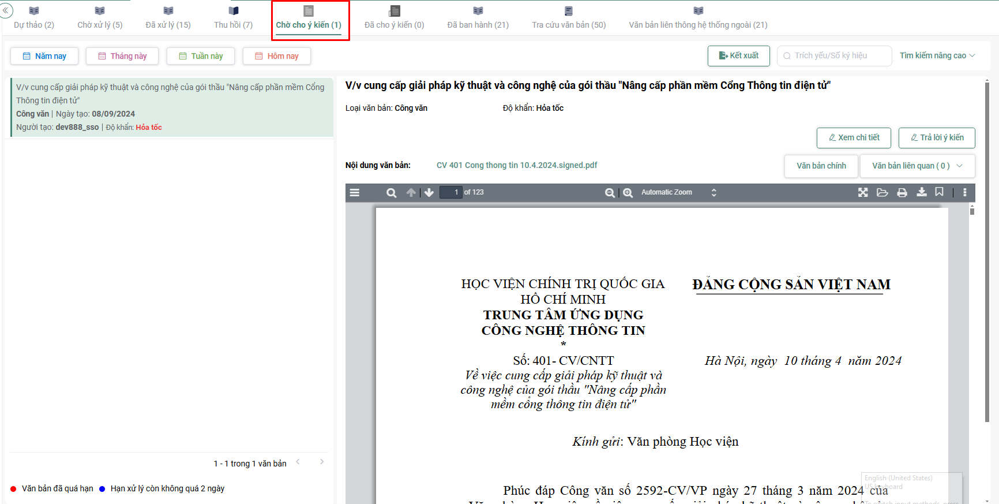 Dự thảo (2)
Chờ xử lý (5)
Đã xử lý (15)
Thu hồi (7)
Chờ cho ý kiến (1)
Đã cho ý kiến (0)
Đã ban hành (21)
Tra cứu văn bản (50)
Văn bản liên thông hệ thống ngoài (21)
Năm nay
Tháng này
Tuần này
Hôm nay
Kết xuất
Trích yếu/Số ký hiệu
Tìm kiếm nâng cao
V/v cung cấp giải pháp kỹ thuật và công nghệ của gói thầu "Nâng cấp phần mềm Cổng
Thông tin điện tử"
Công văn | Ngày tạo: 08/09/2024
Người tạo: dev888_sso | Độ khẩn: Hỏa tốc
1 - 1 trong 1 văn bản
Văn bản đã quá hạn
Hạn xử lý còn không quá 2 ngày
V/v cung cấp giải pháp kỹ thuật và công nghệ của gói thầu "Nâng cấp phần mềm Cổng Thông tin điện tử"
Loại văn bản: Công văn
Độ khẩn: Hỏa tốc
Xem chi tiết
Trả lời ý kiến
Nội dung văn bản:
CV 401 Cong thong tin 10.4.2024.signed.pdf
Văn bản chính
Văn bản liên quan ( 0 )
1 of 123
Automatic Zoom
HỌC VIỆN CHÍNH TRỊ QUỐC GIA
HỒ CHÍ MINH
TRUNG TÂM ỨNG DỤNG
CÔNG NGHỆ THÔNG TIN
*
Số: 401- CV/CNTT
Về việc cung cấp giải pháp kỹ thuật và
công nghệ của gói thầu "Nâng cấp phần
mềm cổng thông tin điện tử"
ĐẢNG CỘNG SẢN VIỆT NAM
Hà Nội, ngày 10 tháng 4 năm 2024
Kính gửi: Văn phòng Học viện
Phúc đáp Công văn số 2592-CV/VP ngày 27 tháng 3 năm 2024 của
English (United States)
US keyboard